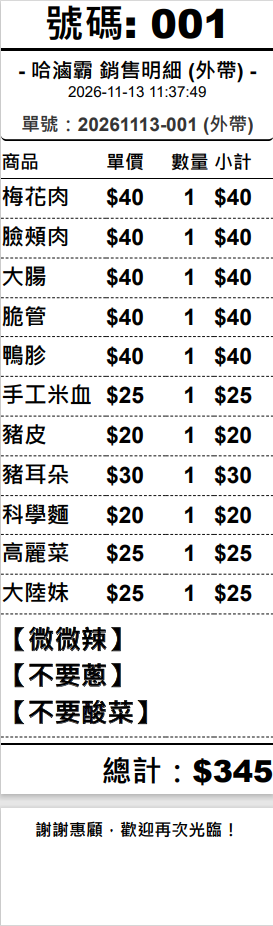 號碼: 001
- 哈滷霸 銷售明細 (外帶) -
2026-11-13 11:37:49
單號：20261113-001 (外帶)
商品 單價 數量 小計
梅花肉 $40 1 $40
臉頰肉 $40 1 $40
大腸 $40 1 $40
脆管 $40 1 $40
鴨胗 $40 1 $40
手工米血 $25 1 $25
豬皮 $20 1 $20
豬耳朵 $30 1 $30
科學麵 $20 1 $20
高麗菜 $25 1 $25
大陸妹 $25 1 $25
【微微辣】
【不要蔥】
【不要酸菜】
總計：$345
謝謝惠顧．歡迎再次光臨！